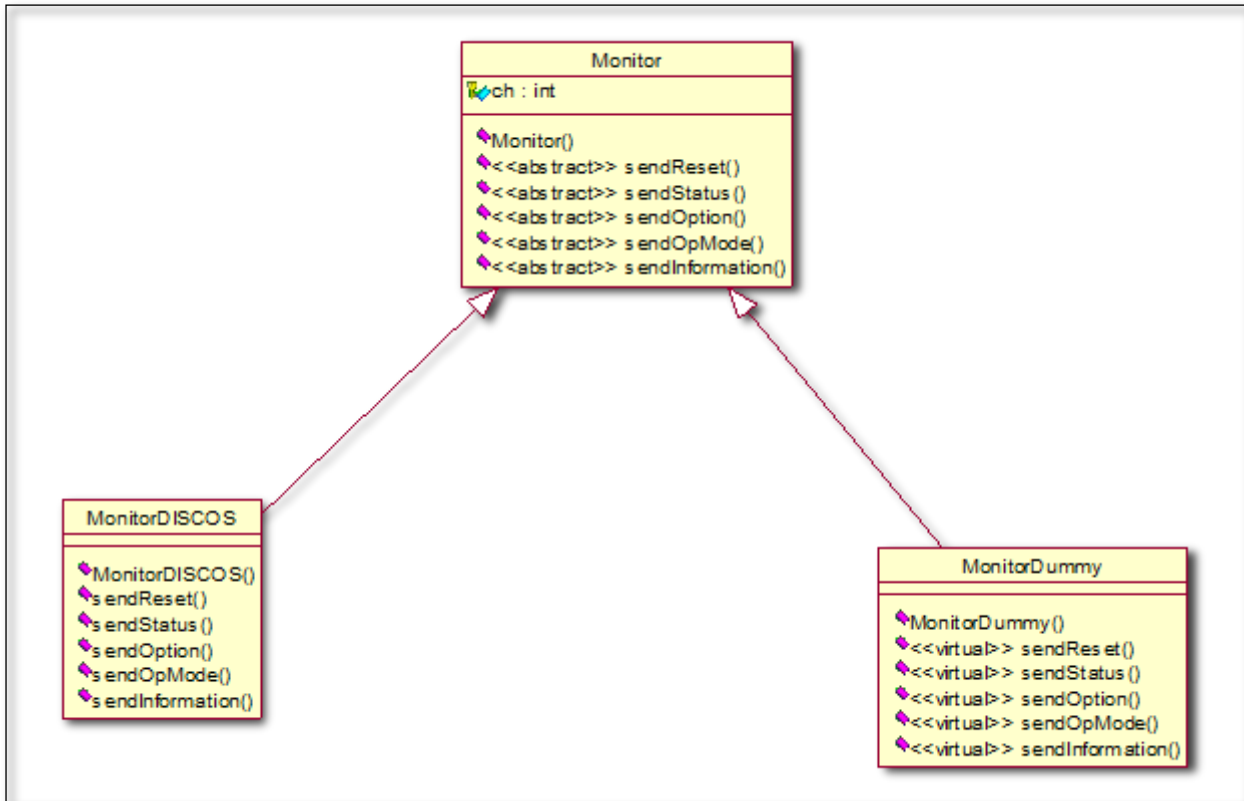 Monitor
ch : int
Monitor()
<<abstract>> sendReset()
<<abstract>> sendStatus()
<<abstract>> sendOption()
<<abstract>> sendOpMode()
<<abstract>> sendInformation()
MonitorDISCOS
MonitorDISCOS()
sendReset()
sendStatus()
sendOption()
sendOpMode()
sendInformation()
MonitorDummy
MonitorDummy()
<<virtual>> sendReset()
<<virtual>> sendStatus()
<<virtual>> sendOption()
<<virtual>> sendOpMode()
<<virtual>> sendInformation()